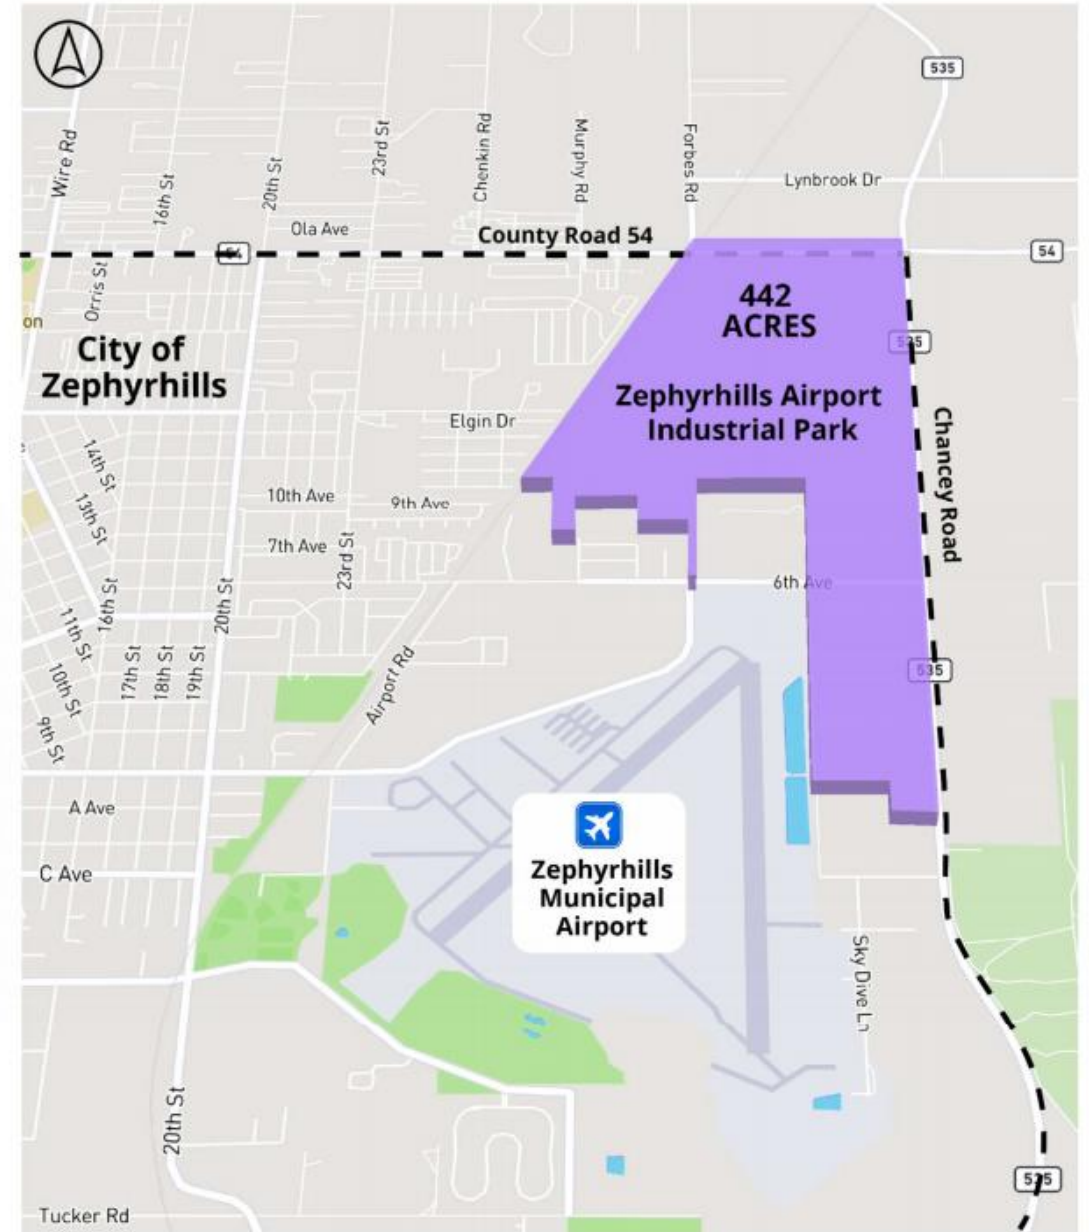 535
Wire Rd
16th St
20th St
23rd St
Chenkin Rd
Murphy Rd
Forbes Rd
Lynbrook Dr
Ola Ave
County Road 54
54
54
Orris St
on
City of
Zephyrhills
442
ACRES
535
Zephyrhills Airport
Industrial Park
Chancey Road
Elgin Dr
14th St
13th St
10th Ave
9th Ave
7th Ave
23rd St
6th Ave
16th St
20th St
11th St
10th St
9th St
17th St
18th St
19th St
Airport Rd
535
A Ave
C Ave
Zephyrhills
Municipal
Airport
Sky Dive Ln
20th St
535
Tucker Rd